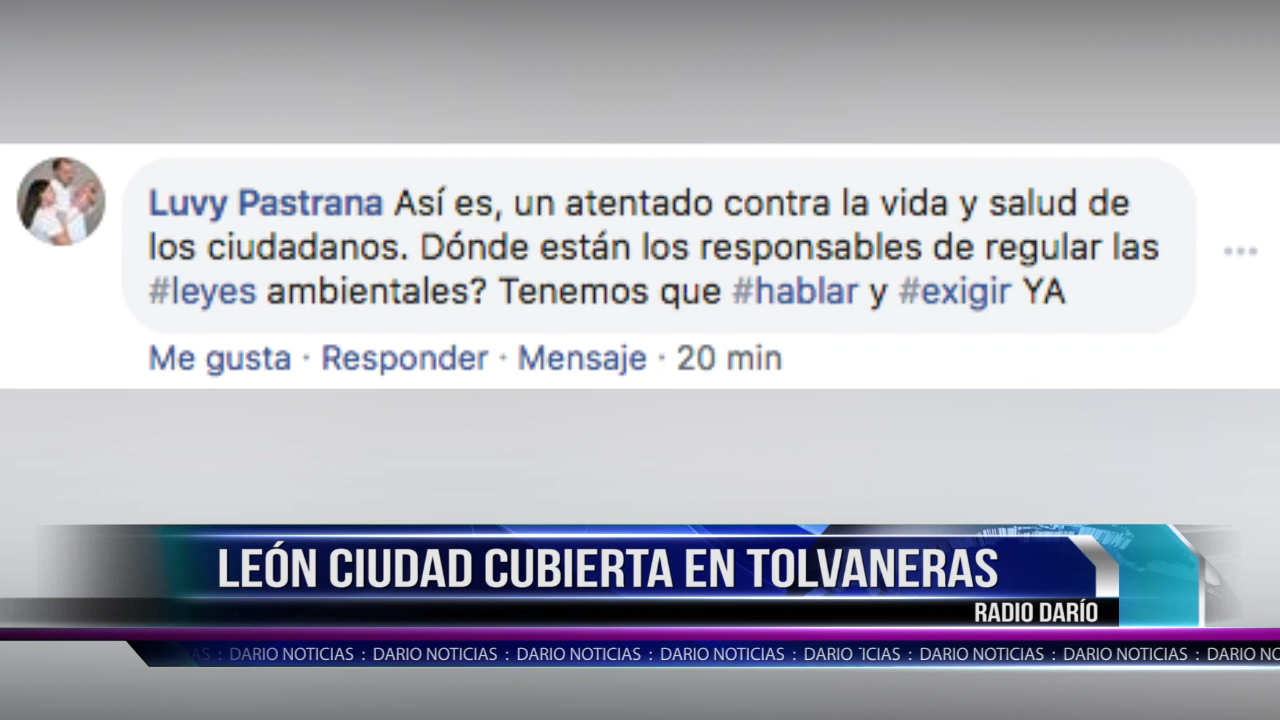 Luvy Pastrana Así es, un atentado contra la vida y salud de
los ciudadanos. Dónde están los responsables de regular las
#leyes ambientales? Tenemos que #hablar y #exigir YA
Me gusta · Responder · Mensaje · 20 min
LEÓN CIUDAD CUBIERTA EN TOLVANERAS
RADIO DARÍO
AS : DARIO NOTICIAS : DARIO NOTICIAS : DARIO NOTICIAS : DARIO NOTICIAS : DARIO ICIAS : DARIO NOTICIAS : DARIO NOTICIAS : DARIO NO